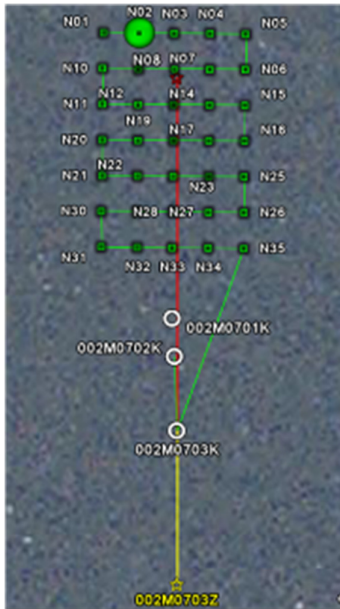 N01 N02 N03 N04 N05
N10 N08 N07 N06
N11 N12 N14 N15
N19
N20 N17 N16
N21 N22 N23 N25
N30 N28 N27 N26
N31 N32 N33 N34 N35
002M0701K
002M0702K
002M0703K
002M0703Z